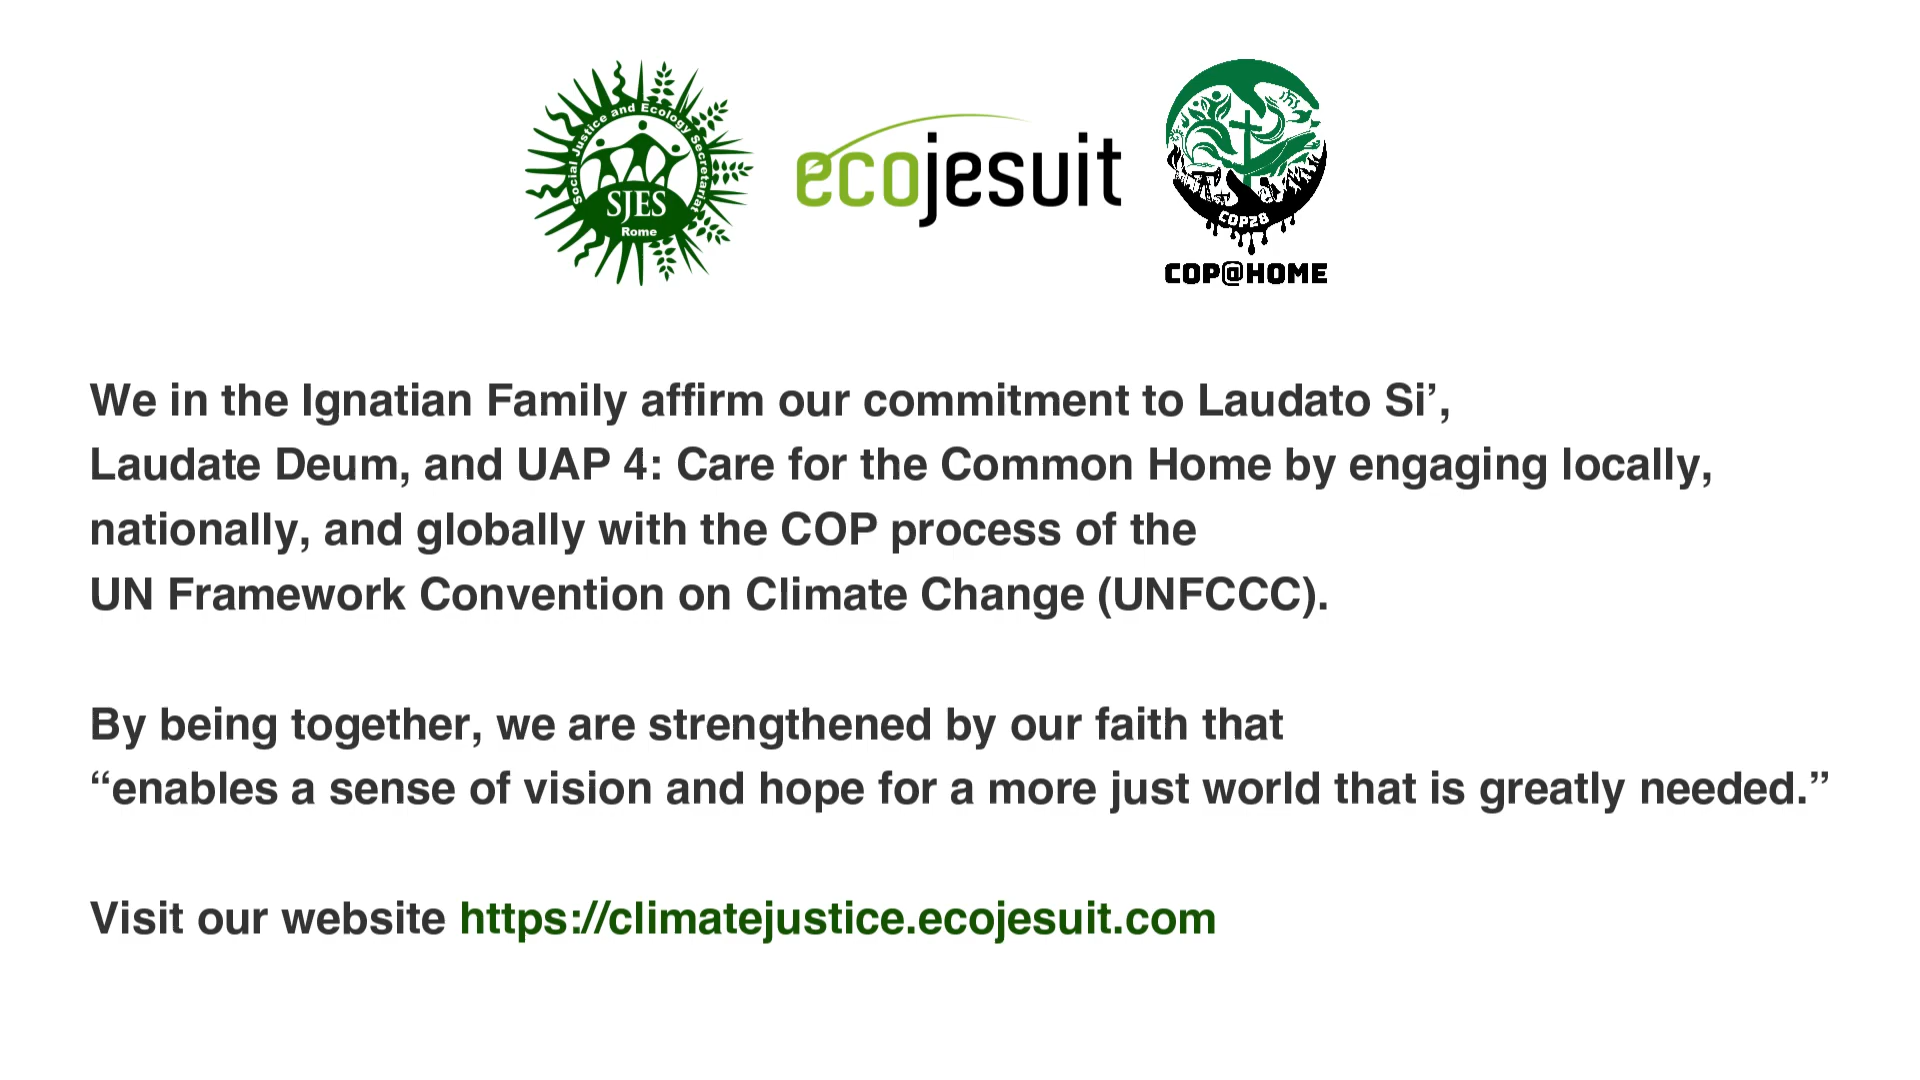 Social Justice and Ecology Secretariat
SJES
Rome
ecojesuit
COP28
COP@HOME
We in the Ignatian Family affirm our commitment to Laudato Si’,
Laudate Deum, and UAP 4: Care for the Common Home by engaging locally,
nationally, and globally with the COP process of the
UN Framework Convention on Climate Change (UNFCCC).
By being together, we are strengthened by our faith that
“enables a sense of vision and hope for a more just world that is greatly needed.”
Visit our website https://climatejustice.ecojesuit.com